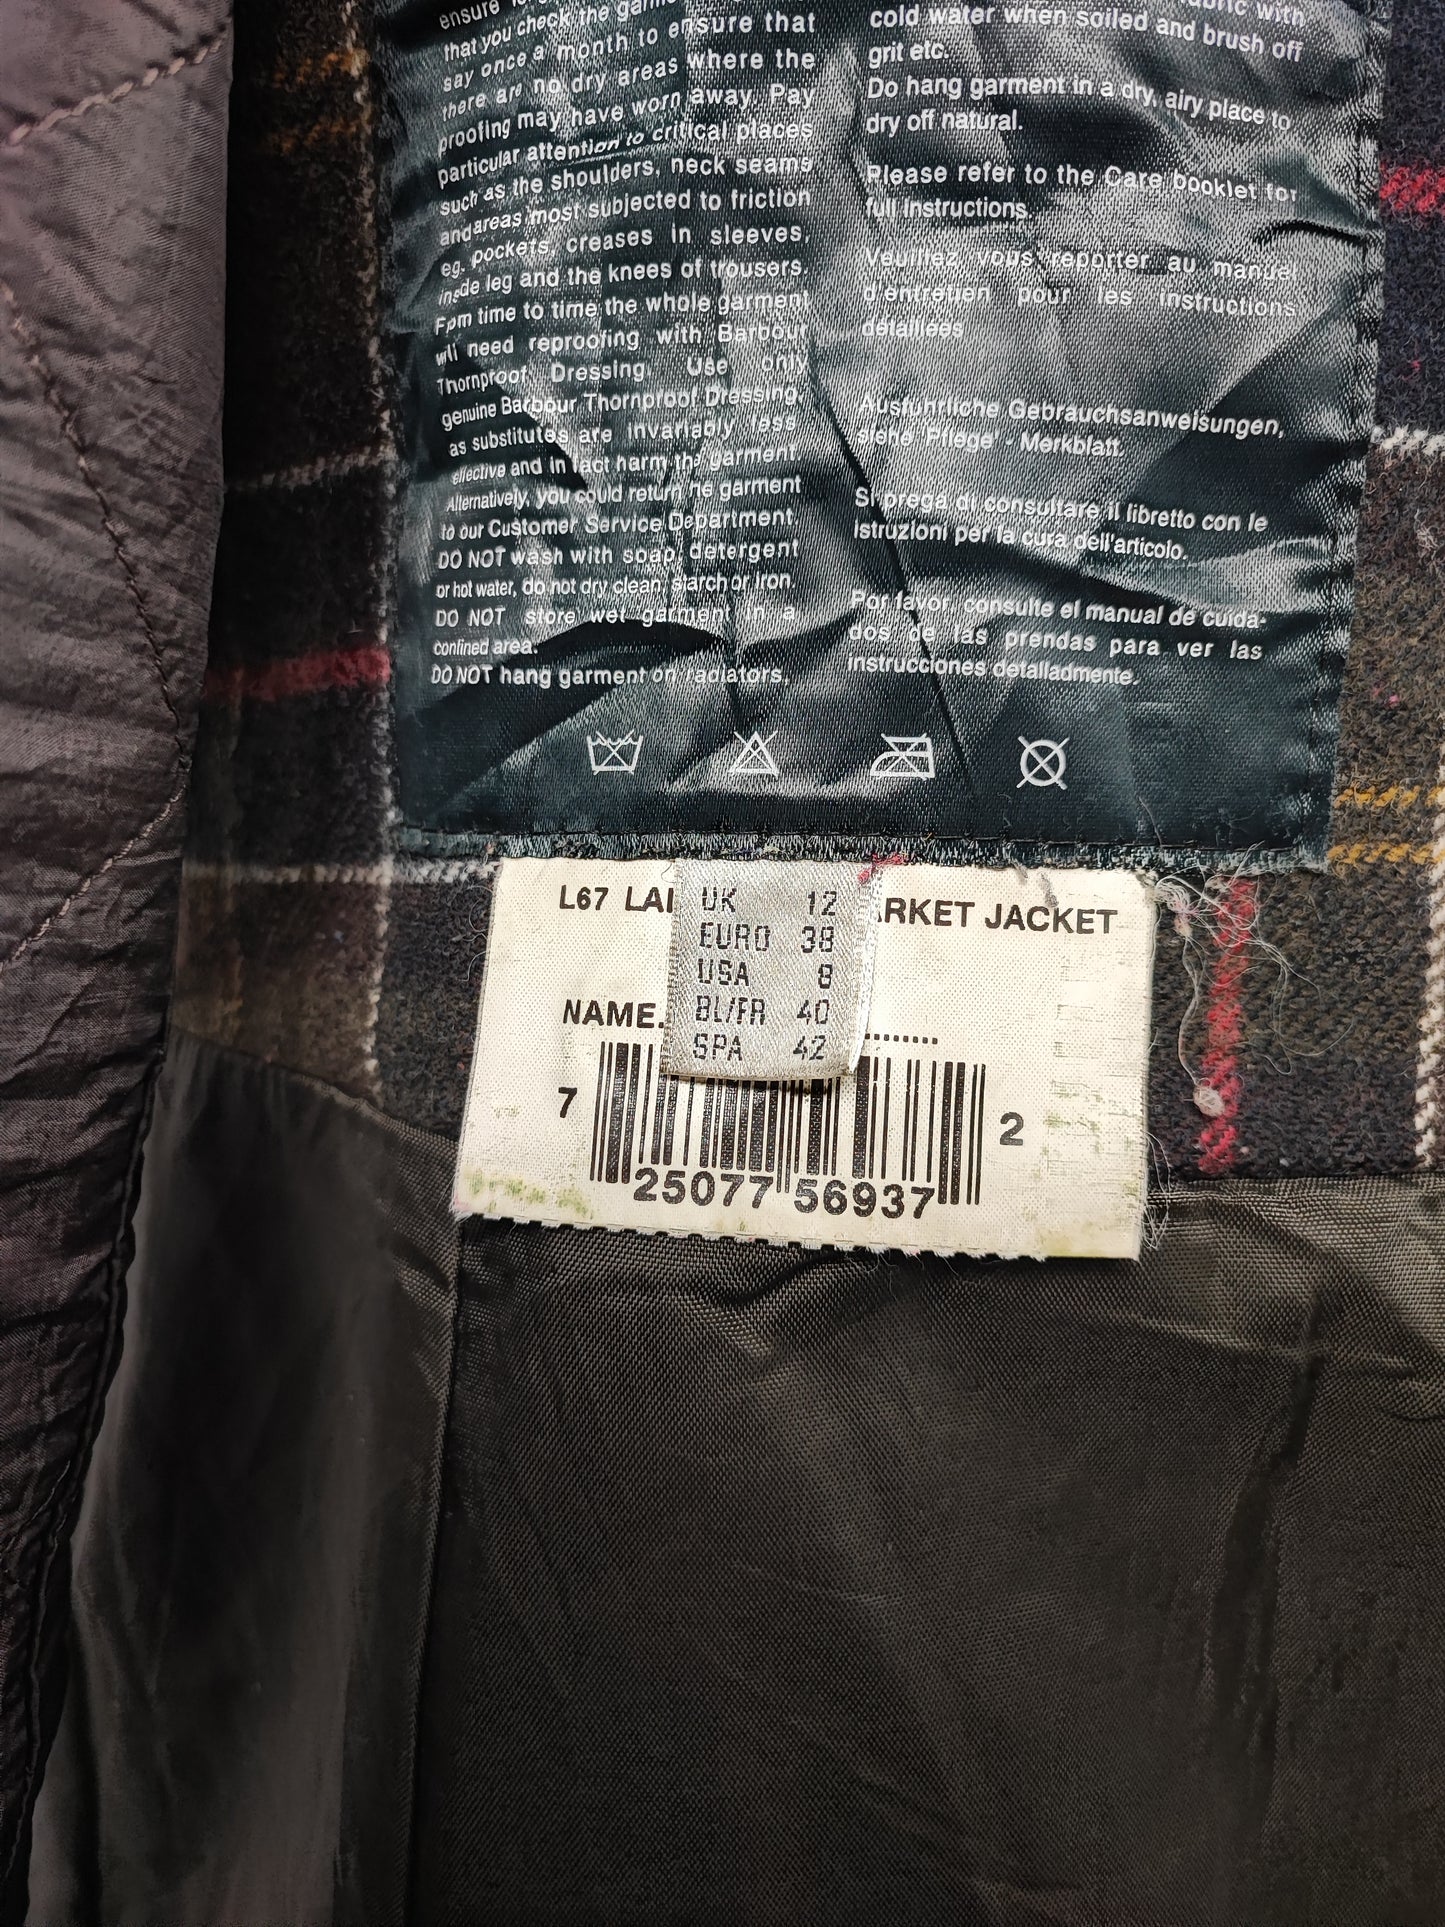 ensure
that you check the
say once a month to ensure that
there are no dry areas where the
proofing may have worn away. Pay
particular attention to critical places
such as the shoulders, neck seams
and areas most subjected to friction
eg. pockets, creases in sleeves,
inside leg and the knees of trousers.
From time to time the whole garment
will need reproofing with Barbour
Thornproof Dressing. Use only
genuine Barbour Thornproof Dressing,
as substitutes are invariably less
effective and in fact harm the garment.
Alternatively, you could return the garment
to our Customer Service Department.
DO NOT wash with soap, detergent
or hot water, do not dry clean, starch or iron.
DO NOT store wet garment in a
confined area.
DO NOT hang garment on radiators.
fabric with
cold water when soiled and brush off
grit etc.
Do hang garment in a dry, airy place to
dry off natural.
Please refer to the Care booklet for
full instructions.
Veuillez vous reporter au manuel
d'entretien pour les instructions
détaillées
Ausführliche Gebrauchsanweisungen,
siehe 'Pflege' - Merkblatt.
Si prega di consultare il libretto con le
istruzioni per la cura dell'articolo.
Por favor, consulte el manual de cuida-
dos de las prendas para ver las
instrucciones detalladmente.
L67 LA ARKET JACKET
UK 12
EURO 38
USA 8
BL/FR 40
SPA 42
NAME...........
7 25077 56937 2